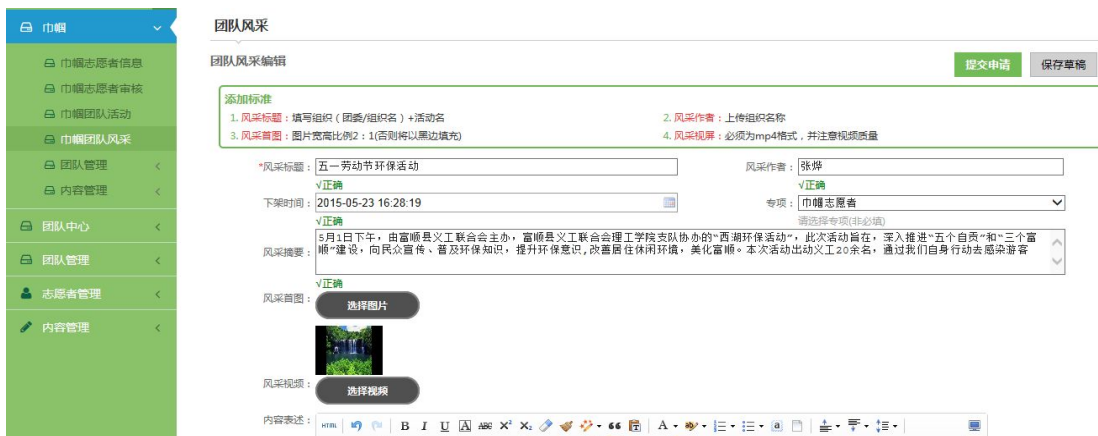 巾帼
巾帼志愿者信息
巾帼志愿者审核
巾帼团队活动
巾帼团队风采
团队管理
内容管理
团队中心
团队管理
志愿者管理
内容管理
团队风采
团队风采编辑
提交申请
保存草稿
添加标准
1. 风采标题：填写组织（团委/组织名）+活动名
2. 风采作者：上传组织名称
3. 风采首图：图片宽高比例2：1(否则将以黑边填充)
4. 风采视屏：必须为mp4格式，并注意视频质量
*风采标题： 五一劳动节环保活动
√正确
风采作者： 张烨
√正确
下架时间： 2015-05-23 16:28:19
√正确
专项： 巾帼志愿者
请选择专项(非必填)
风采摘要：
5月1日下午，由富顺县义工联合会主办，富顺县义工联合会理工学院支队协办的“西湖环保活动”，此次活动旨在，深入推进“五个自贡”和“三个富
顺”建设，向民众宣传、普及环保知识，提升环保意识,改善居住休闲环境，美化富顺。本次活动出动义工20余名，通过我们自身行动去感染游客
√正确
风采首图： 选择图片
风采视频： 选择视频
内容表述： HTML B I U A ABC X² X₂ A ab a